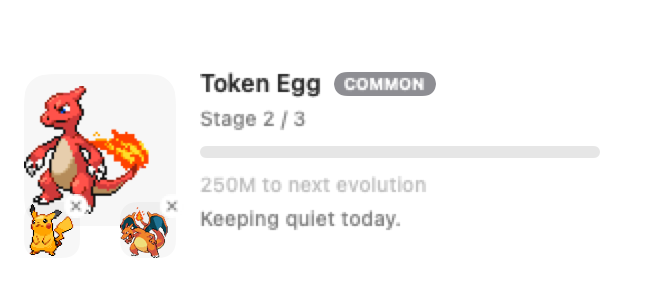 Token Egg COMMON
Stage 2 / 3
250M to next evolution
Keeping quiet today.